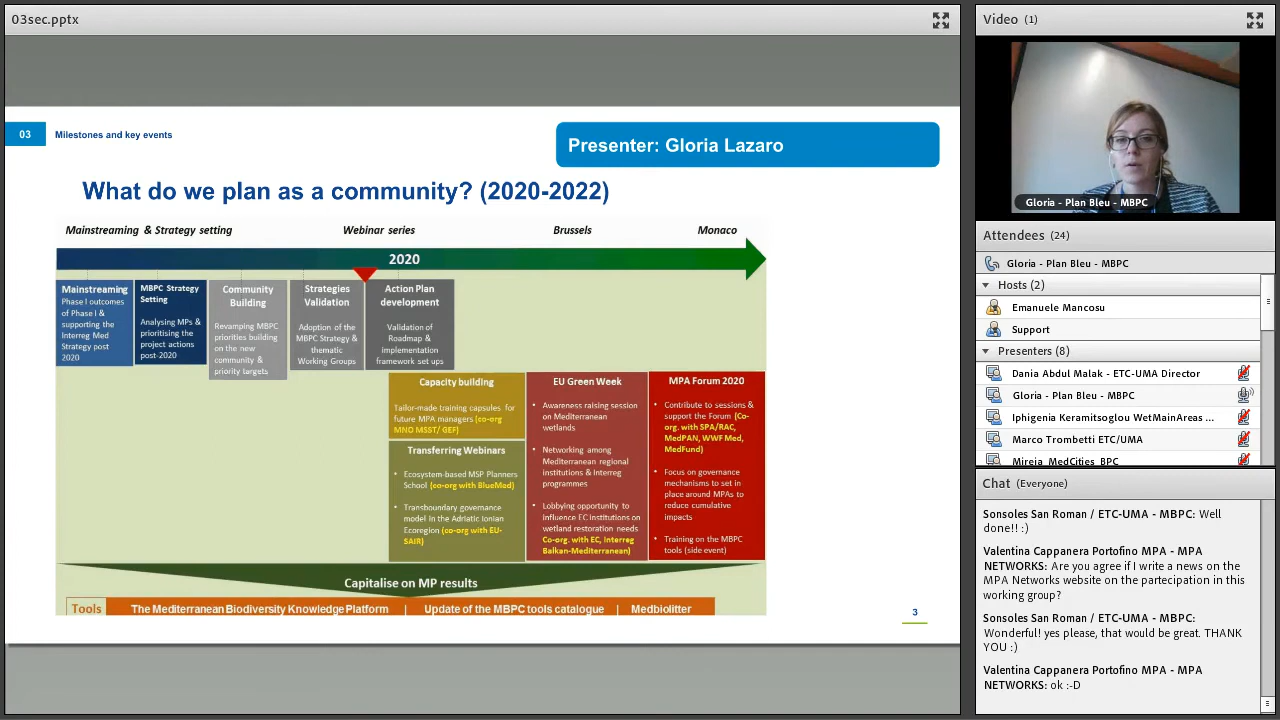 03sec.pptx
03
Milestones and key events
Presenter: Gloria Lazaro
What do we plan as a community? (2020-2022)
Mainstreaming & Strategy setting
Webinar series
Brussels
Monaco
2020
Mainstreaming
Phase I outcomes
of Phase I &
supporting the
Interreg Med
Strategy post
2020
MBPC Strategy
Setting
Analysing MPs &
prioritising the
project actions
post-2020
Community
Building
Revamping MBPC
priorities building
on the new
community &
priority targets
Strategies
Validation
Adoption of the
MBPC Strategy &
thematic
Working Groups
Action Plan
development
Validation of
Roadmap &
implementation
framework set ups
Capacity building
Tailor-made training capsules for
future MPA managers (co-org
MNO MSST/ GEF)
Transferring Webinars
• Ecosystem-based MSP Planners
School (co-org with BlueMed)
• Transboundary governance
model in the Adriatic Ionian
Ecoregion (co-org with EU-
SAIR)
EU Green Week
• Awareness raising session
on Mediterranean
wetlands
• Networking among
Mediterranean regional
institutions & Interreg
programmes
• Lobbying opportunity to
influence EC institutions on
wetland restoration needs
Co-org. with EC, Interreg
Balkan-Mediterranean)
MPA Forum 2020
• Contribute to sessions &
support the Forum (Co-
org. with SPA/RAC,
MedPAN, WWF Med,
MedFund)
• Focus on governance
mechanisms to set in
place around MPAs to
reduce cumulative
impacts
• Training on the MBPC
tools (side event)
Capitalise on MP results
Tools
The Mediterranean Biodiversity Knowledge Platform | Update of the MBPC tools catalogue | Medbiolitter
3
Video (1)
Gloria - Plan Bleu - MBPC
Attendees (24)
Gloria - Plan Bleu - MBPC
Hosts (2)
Emanuele Mancosu
Support
Presenters (8)
Dania Abdul Malak - ETC-UMA Director
Gloria - Plan Bleu - MBPC
Iphigenia Keramitsoglou WetMainAreas ...
Marco Trombetti ETC/UMA
Mireia MedCities BPC
Chat (Everyone)
Sonsoles San Roman / ETC-UMA - MBPC: Well
done!!:)
Valentina Cappanera Portofino MPA - MPA
NETWORKS: Are you agree if I write a news on the
MPA Networks website on the partecipation in this
working group?
Sonsoles San Roman / ETC-UMA - MBPC:
Wonderful! yes please, that would be great. THANK
YOU :)
Valentina Cappanera Portofino MPA - MPA
NETWORKS: ok :-D